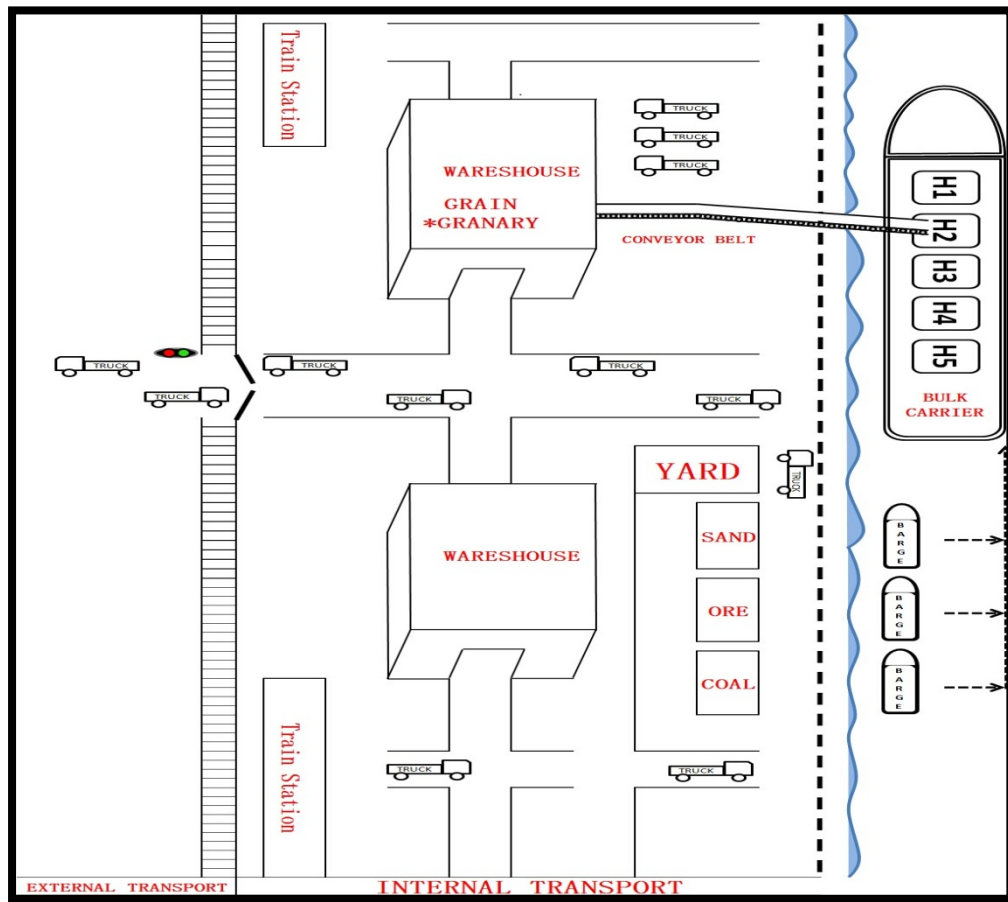 Train Station
TRUCK
TRUCK
TRUCK
WARESHOUSE
GRAIN
*GRANARY
CONVEYOR BELT
H1
H2
H3
H4
H5
BULK
CARRIER
TRUCK
TRUCK
TRUCK
TRUCK
TRUCK
TRUCK
YARD
TRUCK
SAND
ORE
COAL
WARESHOUSE
BARGE
BARGE
BARGE
Train Station
TRUCK
TRUCK
EXTERNAL TRANSPORT
INTERNAL TRANSPORT